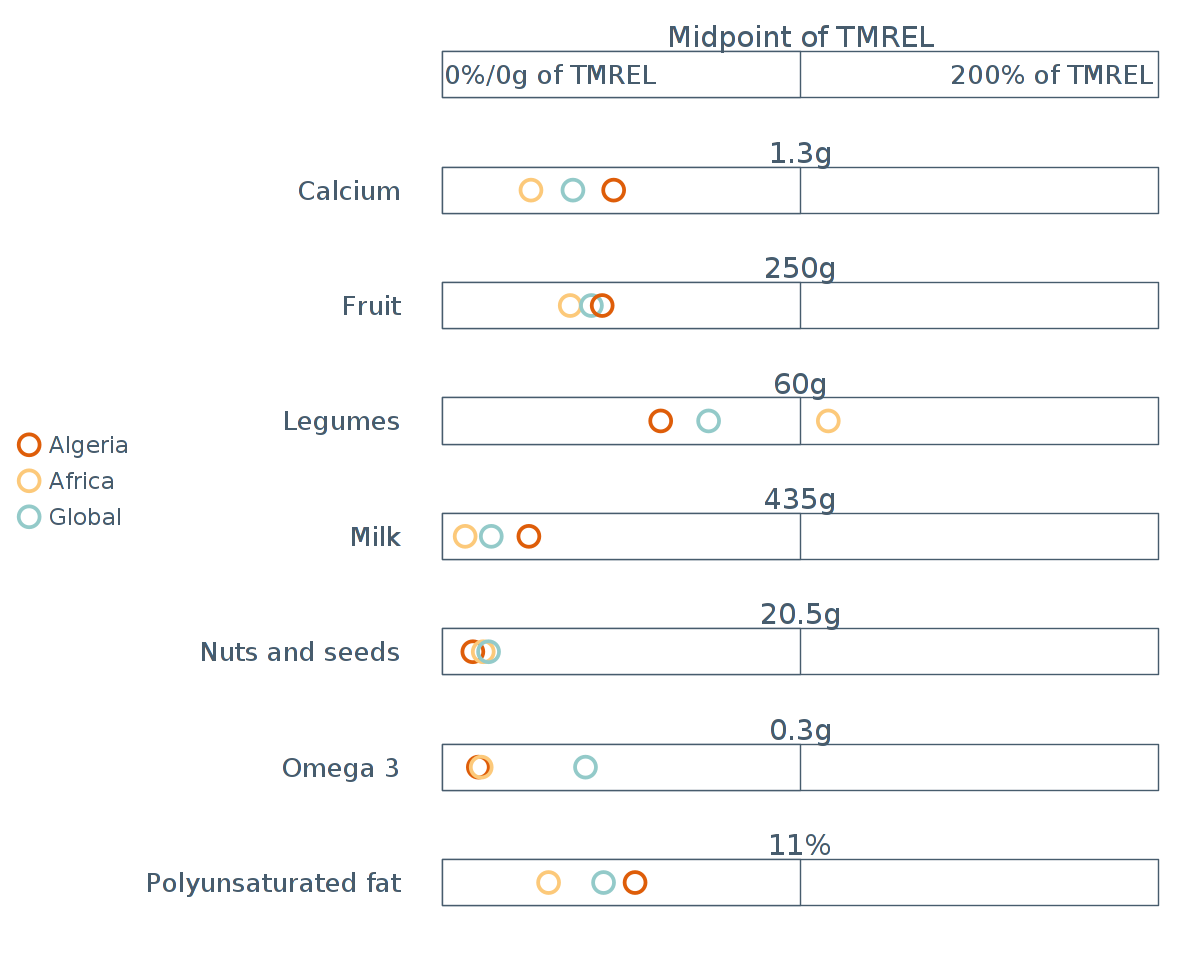 Midpoint of TMREL
0%/0g of TMREL 200% of TMREL
1.3g
Calcium
250g
Fruit
60g
Legumes
Algeria
Africa
Global
435g
Milk
20.5g
Nuts and seeds
0.3g
Omega 3
11%
Polyunsaturated fat